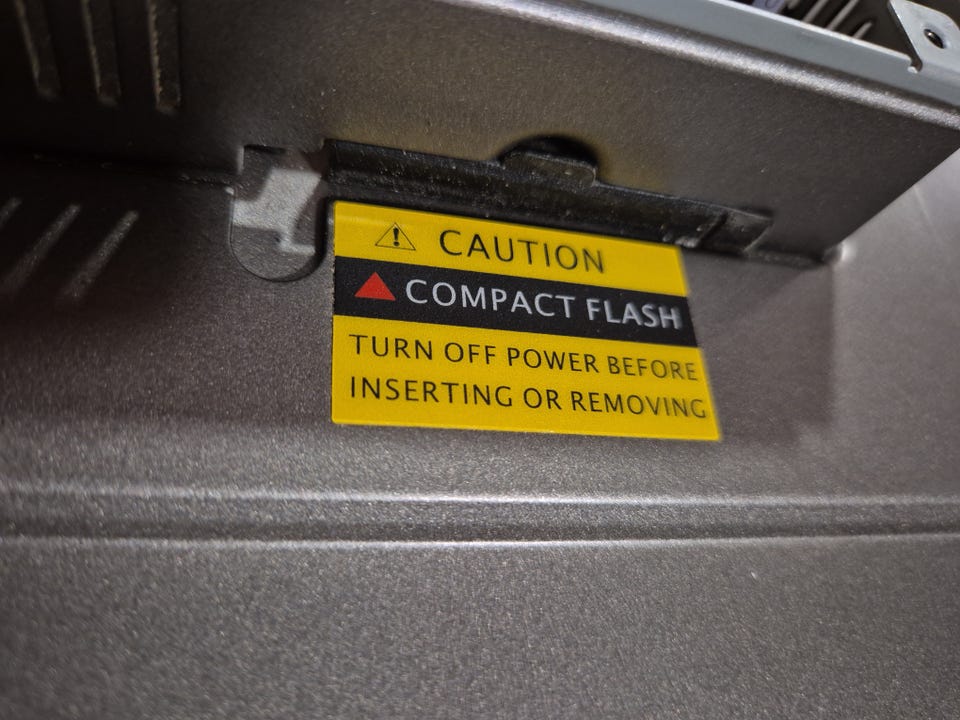 CAUTION
COMPACT FLASH
TURN OFF POWER BEFORE
INSERTING OR REMOVING